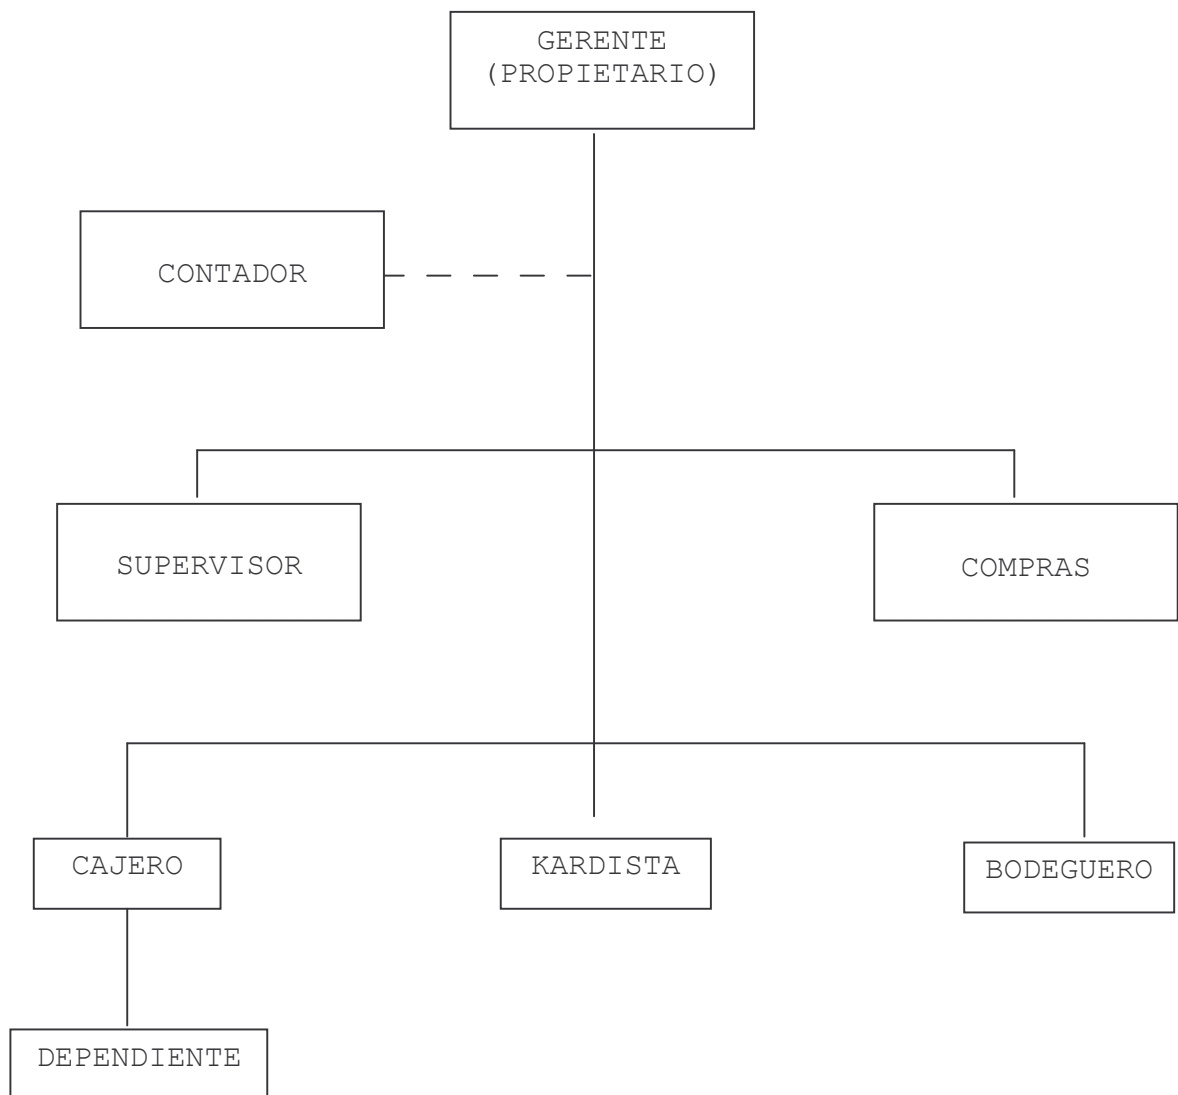 GERENTE
(PROPIETARIO)
CONTADOR
SUPERVISOR
COMPRAS
CAJERO
KARDISTA
BODEGUERO
DEPENDIENTE